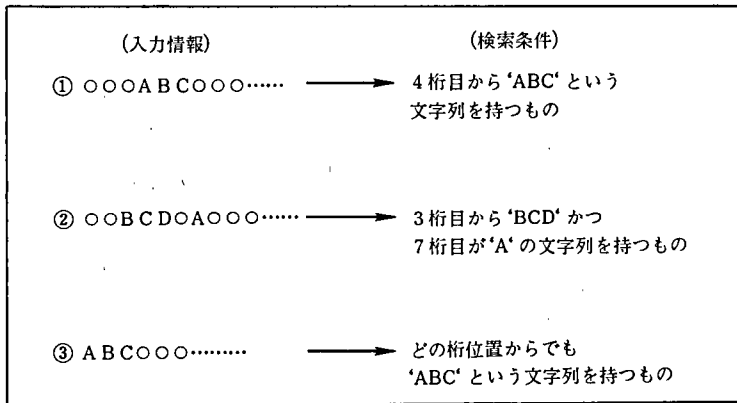 (入力情報) (検索条件)
① ○○○ABC○○○…… → 4桁目から‘ABC‘という
文字列を持つもの
② ○○BCD○A○○○…… → 3桁目から‘BCD‘かつ
7桁目が‘A‘の文字列を持つもの
③ ABC○○○……… → どの桁位置からでも
‘ABC‘という文字列を持つもの